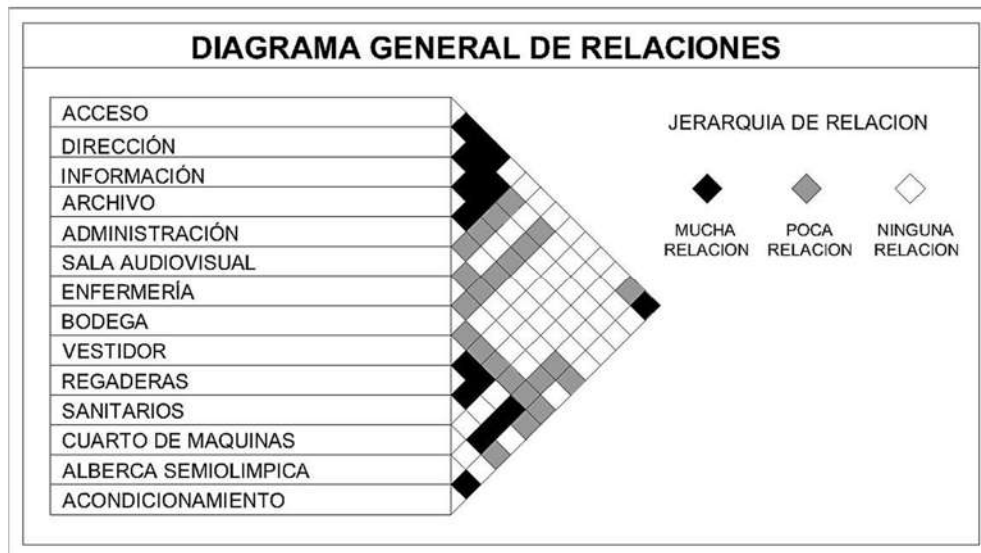 DIAGRAMA GENERAL DE RELACIONES
ACCESO
DIRECCIÓN
INFORMACIÓN
ARCHIVO
ADMINISTRACIÓN
SALA AUDIOVISUAL
ENFERMERÍA
BODEGA
VESTIDOR
REGADERAS
SANITARIOS
CUARTO DE MAQUINAS
ALBERCA SEMIOLIMPICA
ACONDICIONAMIENTO
JERARQUIA DE RELACION
MUCHA
RELACION
POCA
RELACION
NINGUNA
RELACION